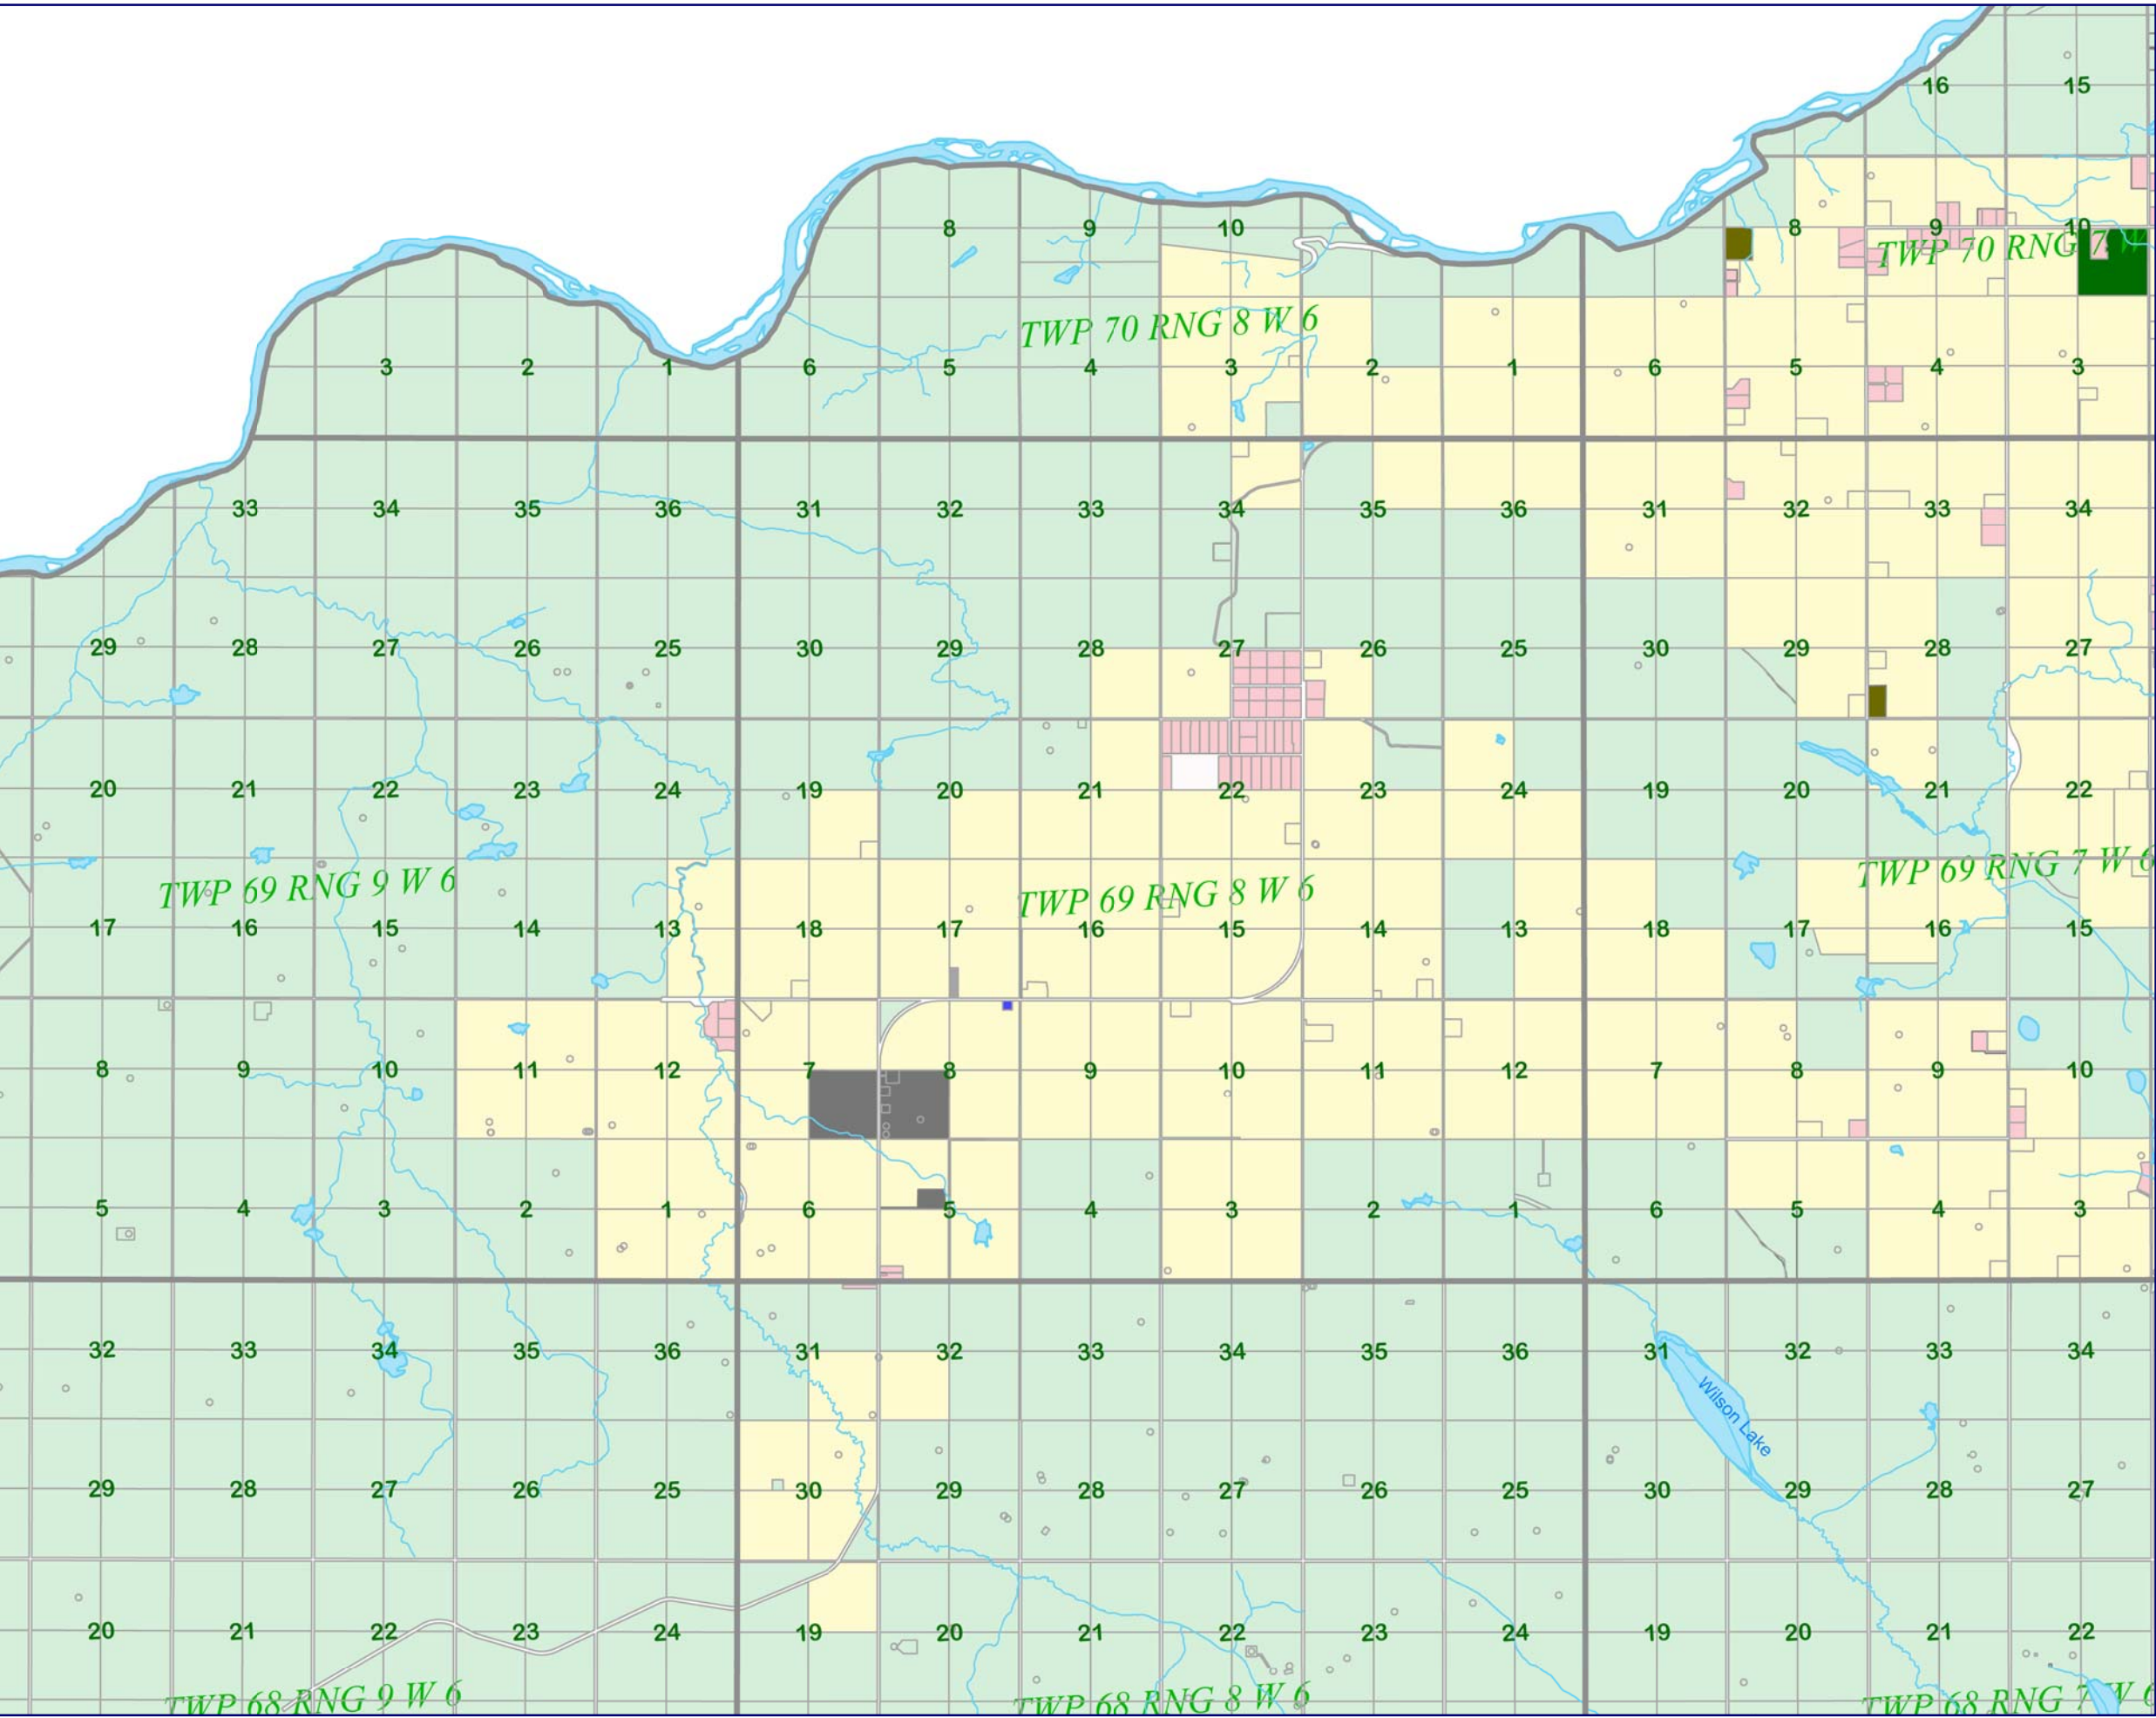 16 15
8 9 10 8 9 10
TWP 70 RNG 7 W
TWP 70 RNG 8 W 6
3 2 1 6 5 4 3 2 1 6 5 4 3
33 34 35 36 31 32 33 34 35 36 31 32 33 34
29 28 27 26 25 30 29 28 27 26 25 30 29 28 27
20 21 22 23 24 19 20 21 22 23 24 19 20 21 22
TWP 69 RNG 9 W 6 TWP 69 RNG 8 W 6 TWP 69 RNG 7 W 6
17 16 15 14 13 18 17 16 15 14 13 18 17 16 15
8 9 10 11 12 7 8 9 10 11 12 7 8 9 10
5 4 3 2 1 6 5 4 3 2 1 6 5 4 3
32 33 34 35 36 31 32 33 34 35 36 31 32 33 34
Wilson Lake
29 28 27 26 25 30 29 28 27 26 25 30 29 28 27
20 21 22 23 24 19 20 21 22 23 24 19 20 21 22
TWP 68 RNG 9 W 6 TWP 68 RNG 8 W 6 TWP 68 RNG 7 W 6